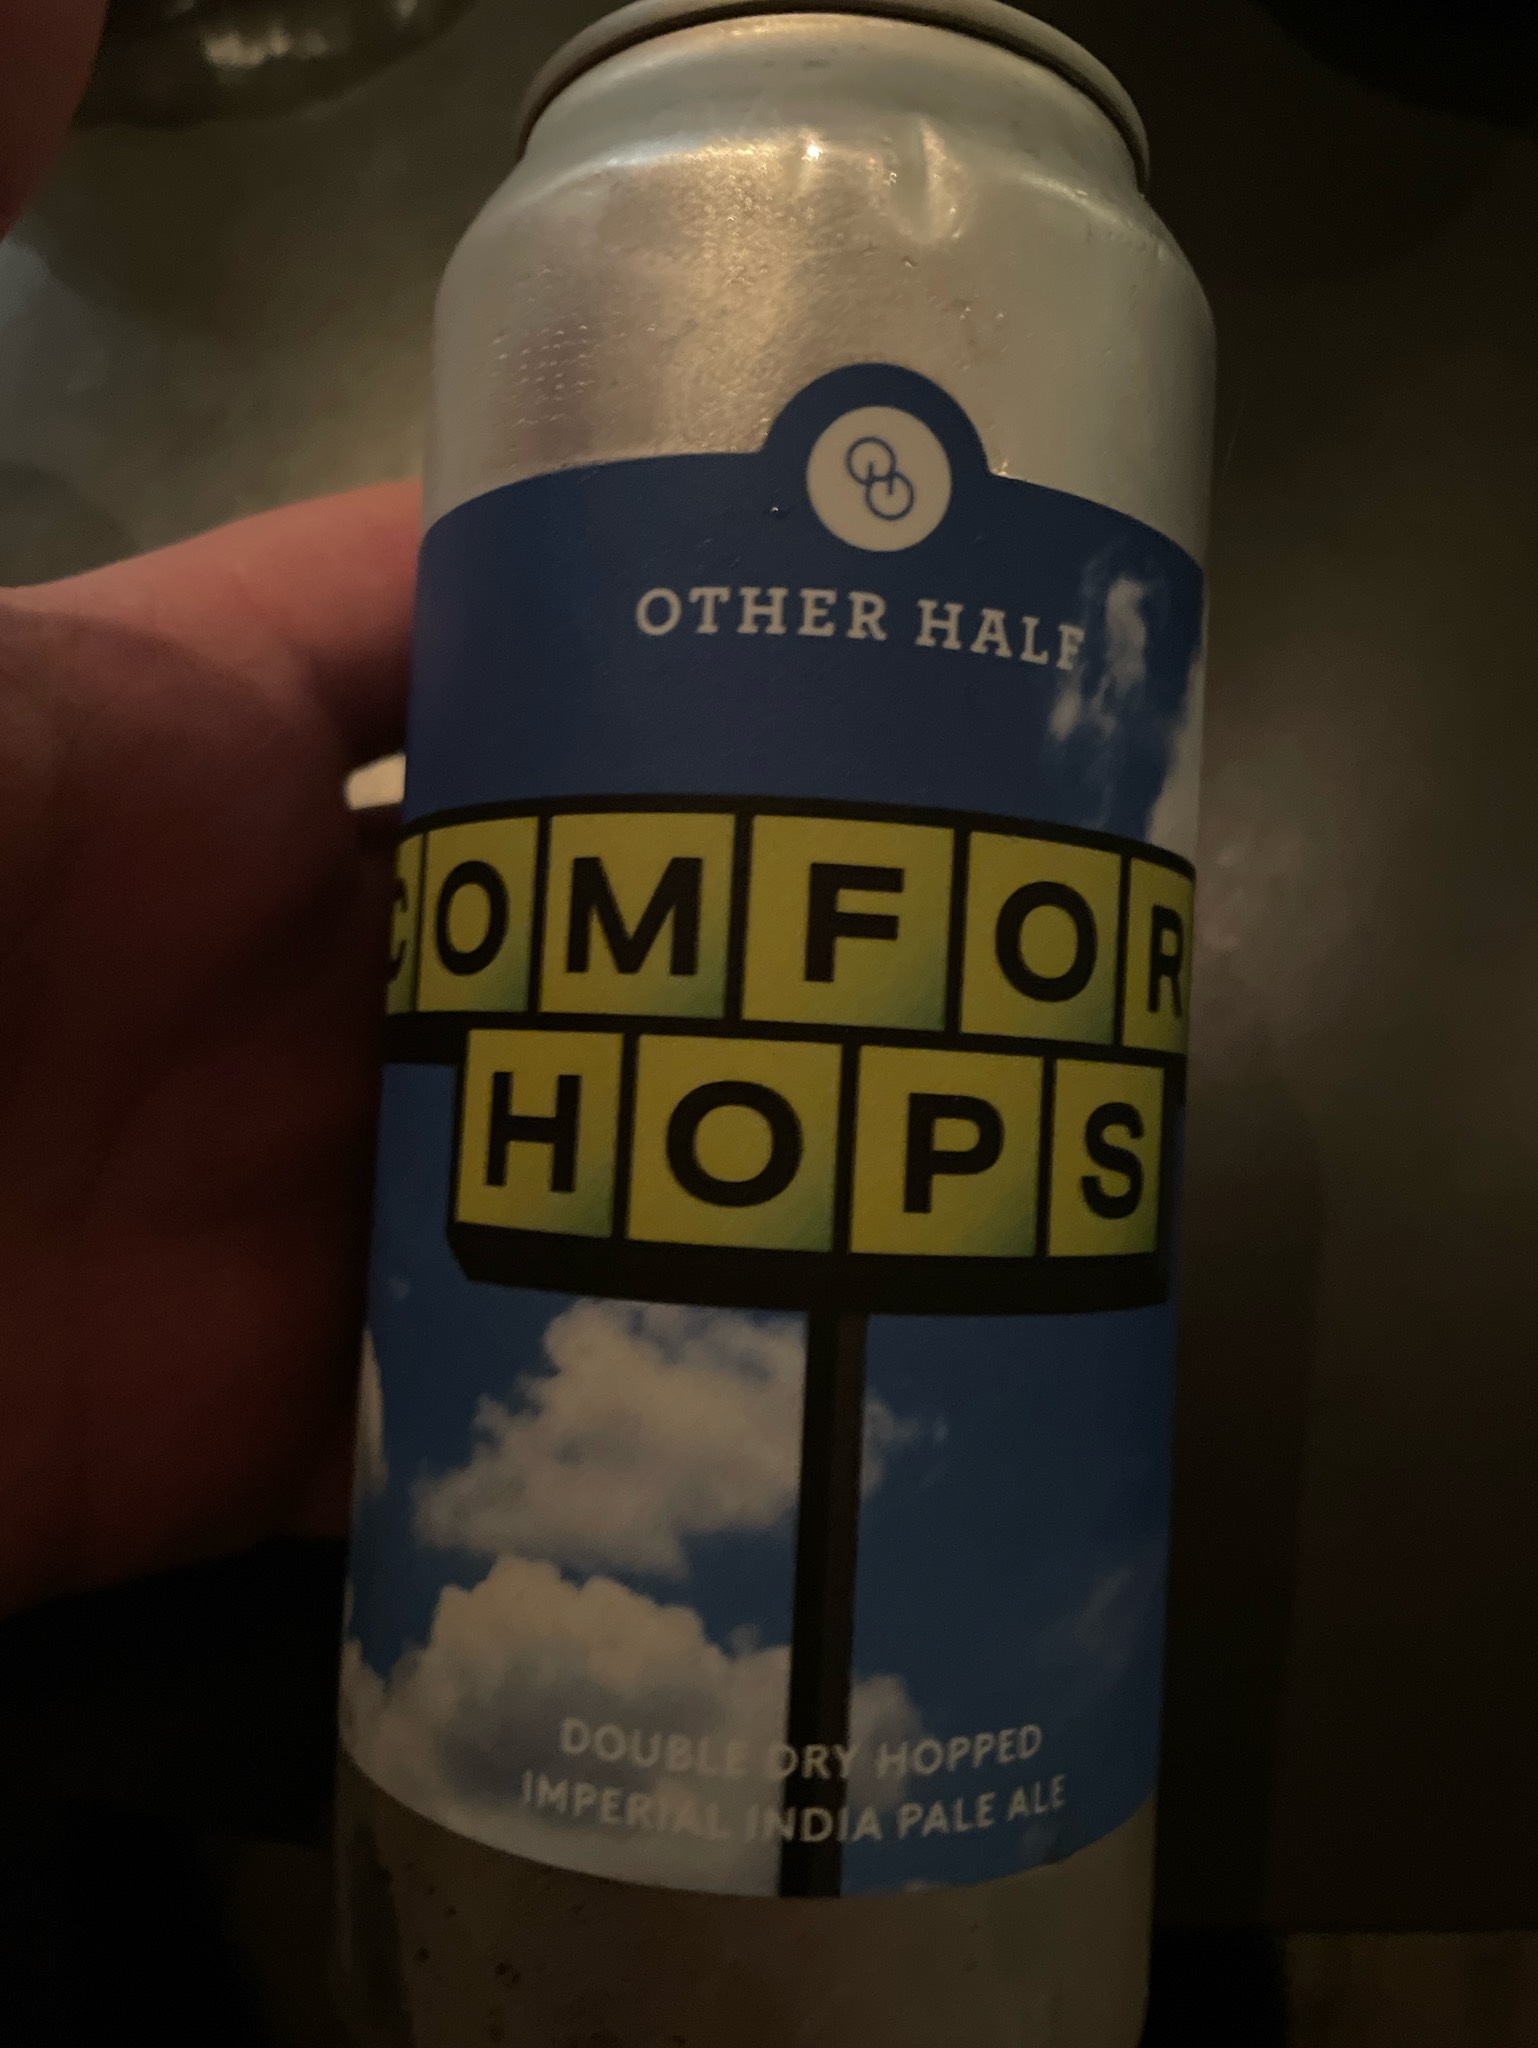 OTHER HALF
COMFOR
HOPS
DOUBLE DRY HOPPED
IMPERIAL INDIA PALE ALE